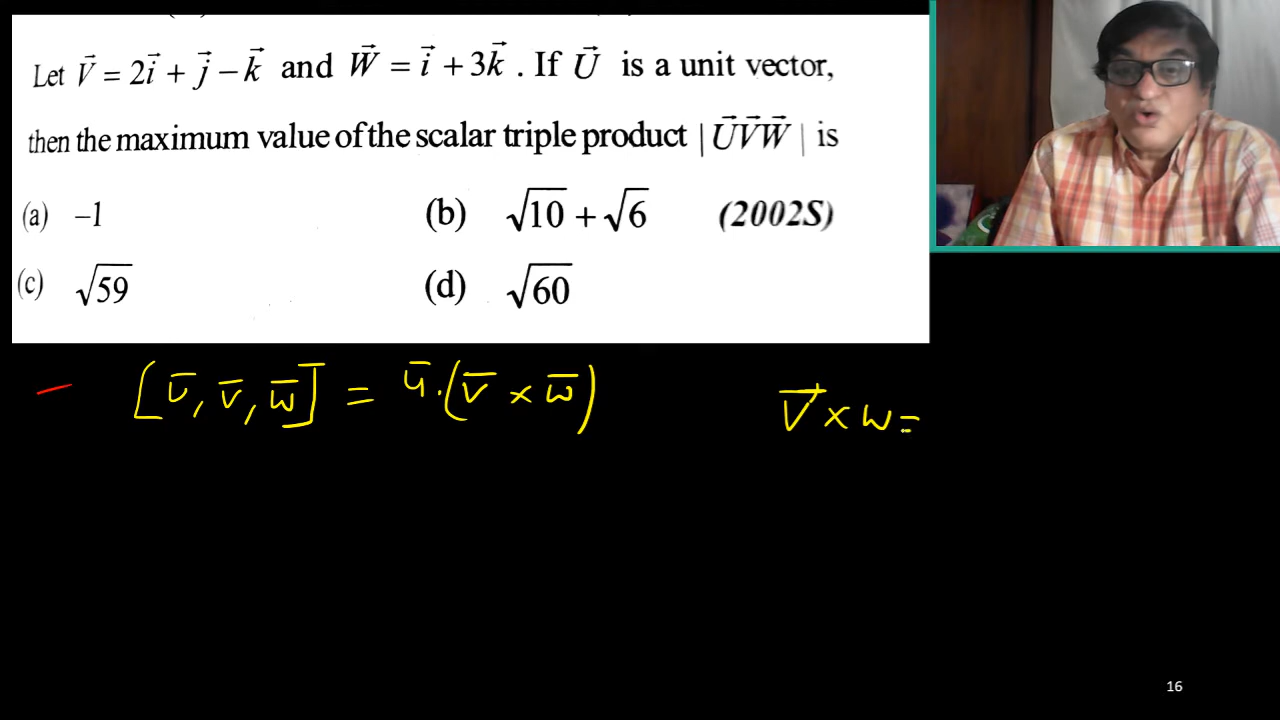 Let V⃗ = 2i⃗ + j⃗ – k⃗ and W⃗ = i⃗ + 3k⃗ . If U⃗ is a unit vector,
then the maximum value of the scalar triple product | U⃗V⃗W⃗ | is
(a) –1 (b) √10 + √6 (2002S)
(c) √59 (d) √60
[ū, v̄, w̄] = ū.(v̄ × w̄) V⃗ × w =
16